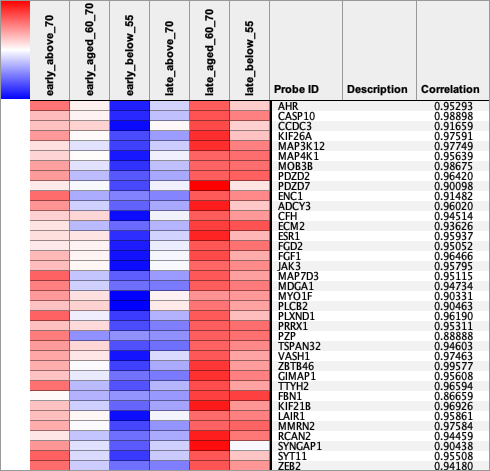 early_above_70
early_aged_60_70
early_below_55
late_above_70
late_aged_60_70
late_below_55
Probe ID Description Correlation
AHR 0.95293
CASP10 0.98898
CCDC3 0.91659
KIF26A 0.97591
MAP3K12 0.97749
MAP4K1 0.95639
MOB3B 0.98675
PDZD2 0.96420
PDZD7 0.90098
ENC1 0.91482
ADCY3 0.96020
CFH 0.94514
ECM2 0.93626
ESR1 0.95937
FGD2 0.95052
FGF1 0.96466
JAK3 0.95795
MAP7D3 0.95115
MDGA1 0.94734
MYO1F 0.90331
PLCB2 0.90463
PLXND1 0.96190
PRRX1 0.95311
PZP 0.88888
TSPAN32 0.94603
VASH1 0.97463
ZBTB46 0.99577
GIMAP1 0.95608
TTYH2 0.96594
FBN1 0.86659
KIF21B 0.96926
LAIR1 0.95861
MMRN2 0.97584
RCAN2 0.94459
SYNGAP1 0.90438
SYT11 0.95508
ZEB2 0.94180